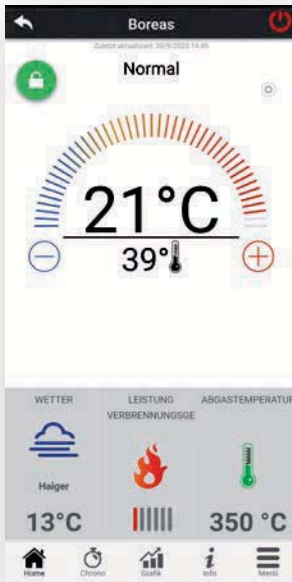 Boreas
Zuletzt aktualisiert: 30/9/2020 14:45
Normal
21°C
39°
WETTER
LEISTUNG
VERBRENNUNGSGE
ABGASTEMPERATUR
Haiger
13°C
350 °C
Home
Chrono
Grafik
Info
Menü